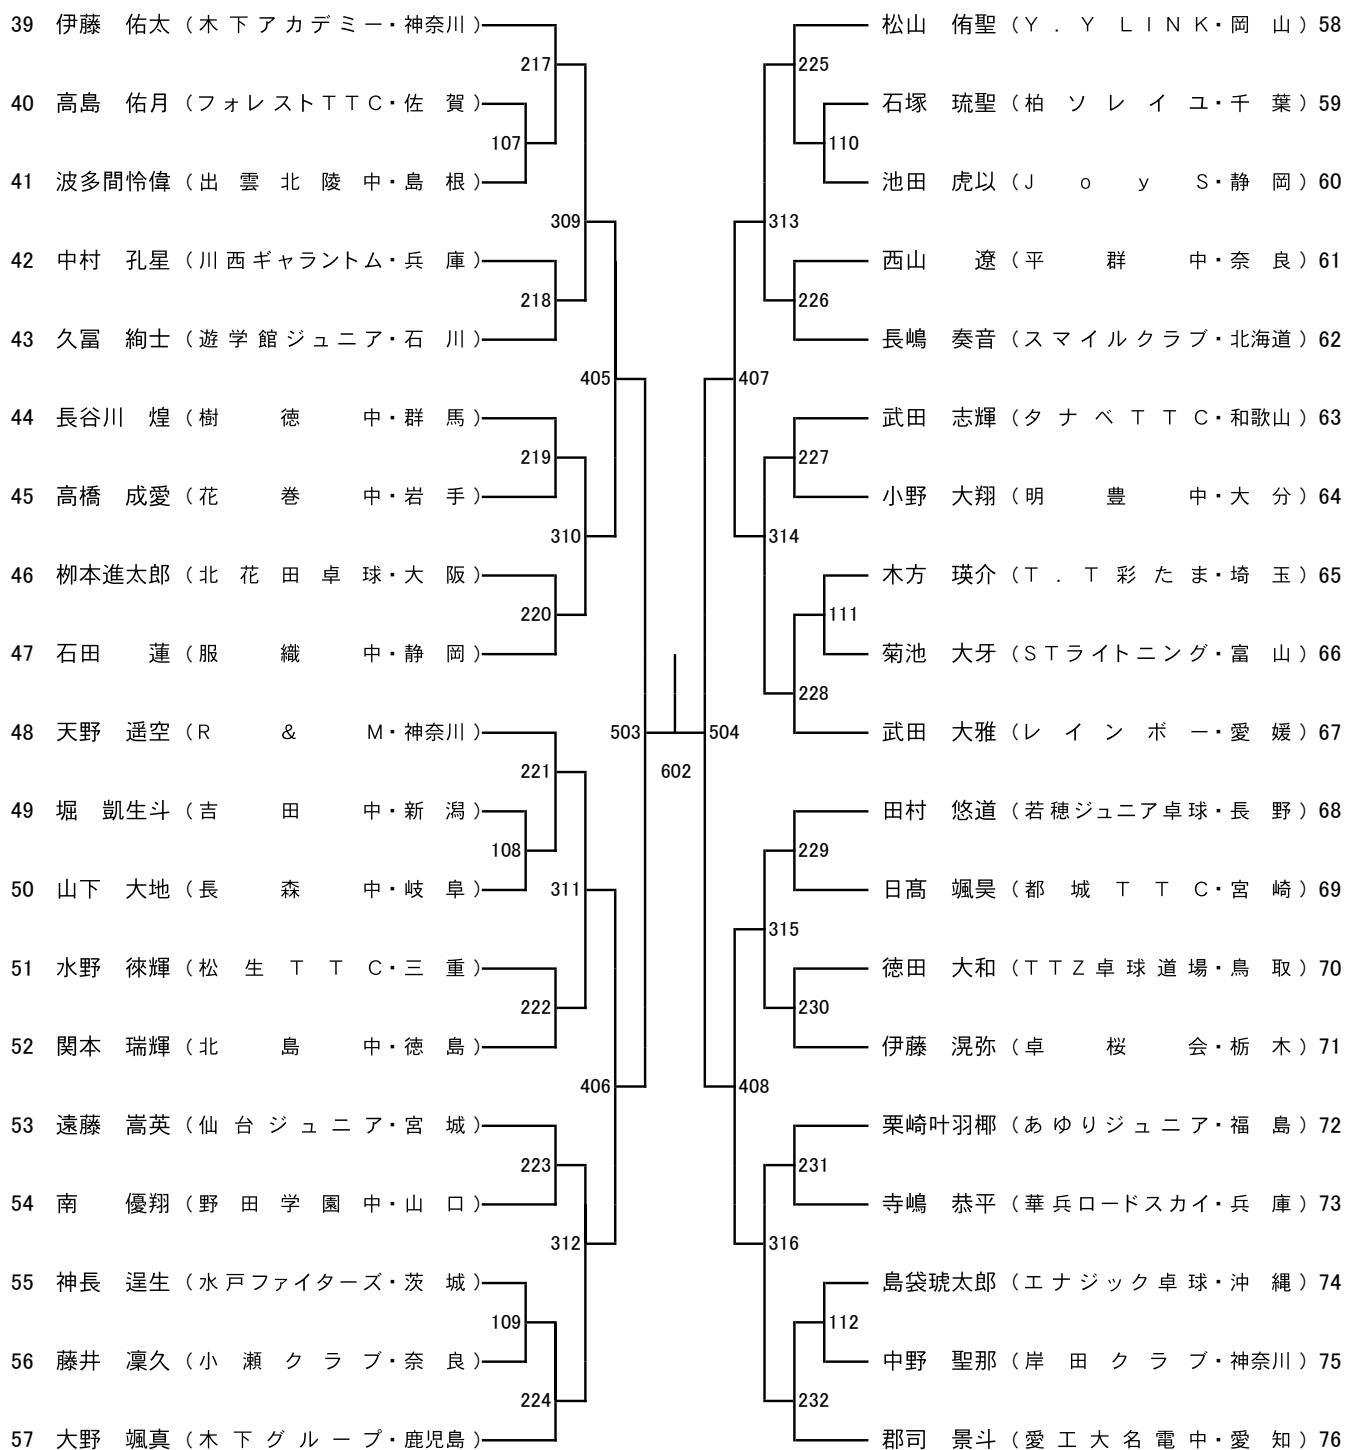 39 伊藤 佑太（木下アカデミー・神奈川）
217
40 高島 佑月（フォレストTTC・佐賀）
107
41 波多間怜偉（出雲北陵中・島根）
309
42 中村 孔星（川西ギャラントム・兵庫）
218
43 久冨 絢士（遊学館ジュニア・石川）
405
44 長谷川 煌（樹徳中・群馬）
219
45 高橋 成愛（花巻中・岩手）
310
46 栁本進太郎（北花田卓球・大阪）
220
47 石田 蓮（服織中・静岡）
48 天野 遥空（R&M・神奈川）
503
221
49 堀 凱生斗（吉田中・新潟）
108
50 山下 大地（長森中・岐阜）
311
51 水野 徠輝（松生TTC・三重）
222
52 関本 瑞輝（北島中・徳島）
406
53 遠藤 嵩英（仙台ジュニア・宮城）
223
54 南 優翔（野田学園中・山口）
312
55 神長 逞生（水戸ファイターズ・茨城）
109
56 藤井 凜久（小瀬クラブ・奈良）
224
57 大野 颯真（木下グループ・鹿児島）
602
松山 侑聖（Y．Y LINK・岡山）58
225
石塚 琉聖（柏ソレイユ・千葉）59
110
池田 虎以（JoyS・静岡）60
313
西山 遼（平群中・奈良）61
226
長嶋 奏音（スマイルクラブ・北海道）62
407
武田 志輝（タナベTTC・和歌山）63
227
小野 大翔（明豊中・大分）64
314
木方 瑛介（T．T彩たま・埼玉）65
111
菊池 大牙（STライトニング・富山）66
228
武田 大雅（レインボー・愛媛）67
504
田村 悠道（若穂ジュニア卓球・長野）68
229
日髙 颯昊（都城TTC・宮崎）69
315
徳田 大和（TTZ卓球道場・鳥取）70
230
伊藤 滉弥（卓桜会・栃木）71
408
栗崎叶羽椰（あゆりジュニア・福島）72
231
寺嶋 恭平（華兵ロードスカイ・兵庫）73
316
島袋琥太郎（エナジック卓球・沖縄）74
112
中野 聖那（岸田クラブ・神奈川）75
232
郡司 景斗（愛工大名電中・愛知）76